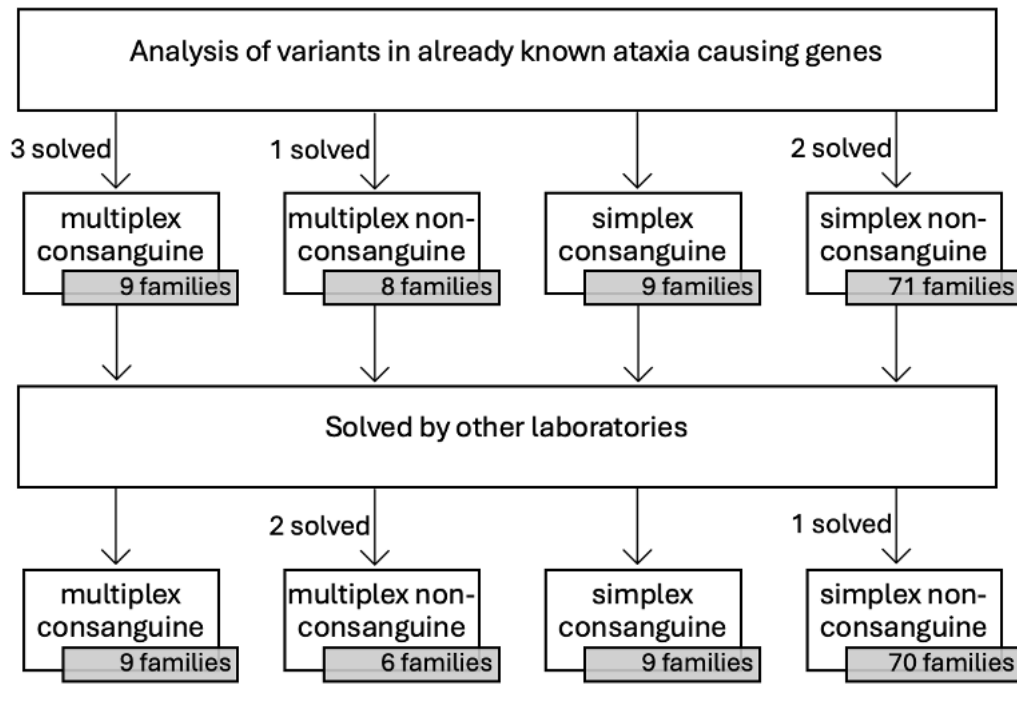 Analysis of variants in already known ataxia causing genes
3 solved
1 solved
2 solved
multiplex
consanguine
9 families
multiplex non-
consanguine
8 families
simplex
consanguine
9 families
simplex non-
consanguine
71 families
Solved by other laboratories
2 solved
1 solved
multiplex
consanguine
9 families
multiplex non-
consanguine
6 families
simplex
consanguine
9 families
simplex non-
consanguine
70 families